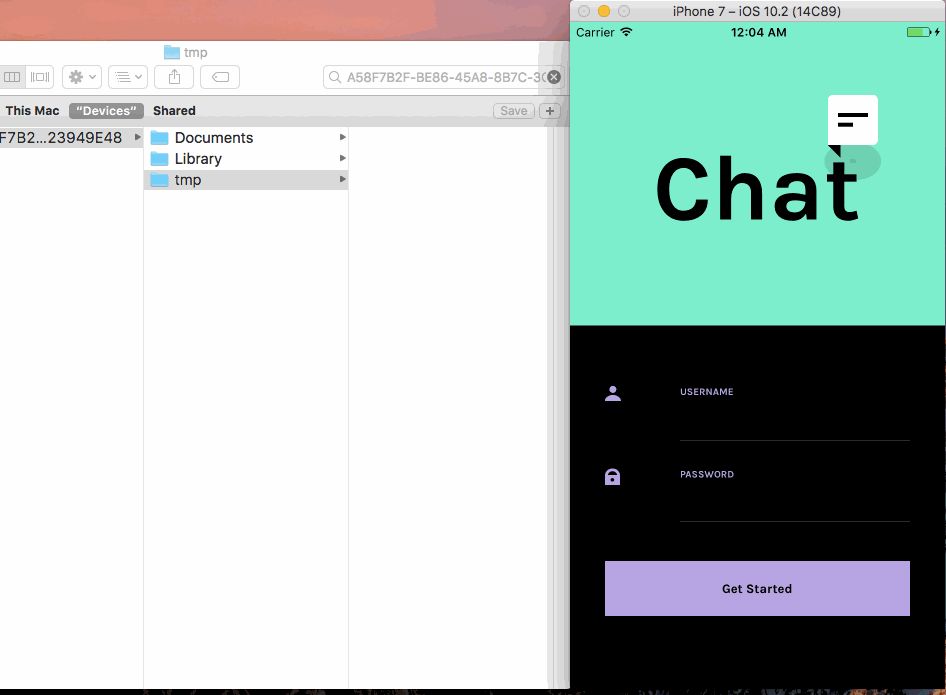 iPhone 7 – iOS 10.2 (14C89)
tmp
Carrier
12:04 AM
A58F7B2F-BE86-45A8-8B7C-3
This Mac
“Devices”
Shared
Save
+
F7B2...23949E48
Documents
Library
tmp
Chat
USERNAME
PASSWORD
Get Started